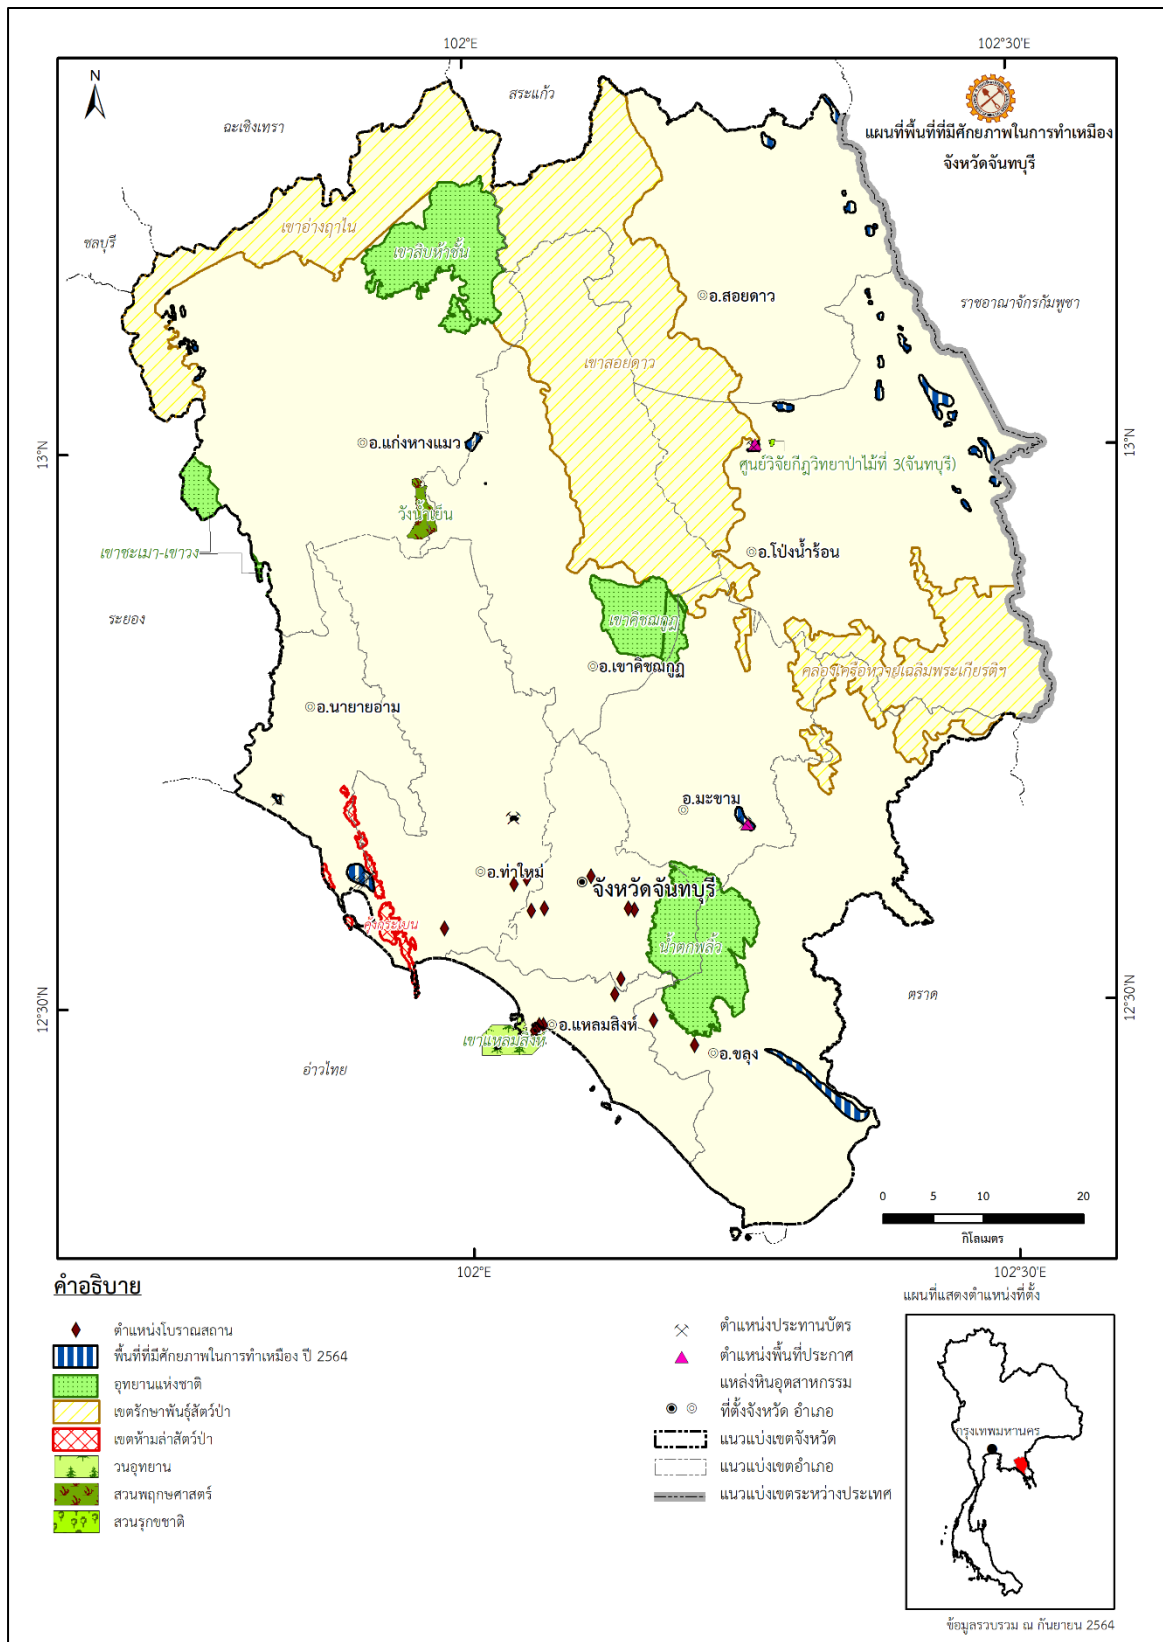 102°E
102°30'E
N
สระแก้ว
ฉะเชิงเทรา
แผนที่พื้นที่ที่มีศักยภาพในการทำเหมือง
จังหวัดจันทบุรี
ชลบุรี
เขาอ่างฤาไน
เขาสิบห้าชั้น
อ.สอยดาว
ราชอาณาจักรกัมพูชา
เขาสอยดาว
13°N
อ.แก่งหางแมว
13°N
ศูนย์วิจัยกีฏวิทยาป่าไม้ที่ 3(จันทบุรี)
วังน้ำเย็น
เขาชะเมา-เขาวง
อ.โป่งน้ำร้อน
ระยอง
เขาคิชฌกูฏ
อ.เขาคิชฌกูฏ
คลองเครือหวายเฉลิมพระเกียรติฯ
อ.นายายอาม
อ.มะขาม
อ.ท่าใหม่
จังหวัดจันทบุรี
คุ้งกระเบน
น้ำตกพลิ้ว
ตราด
12°30'N
12°30'N
อ.แหลมสิงห์
เขาแหลมสิงห์
อ.ขลุง
อ่าวไทย
0 5 10 20
กิโลเมตร
102°E
102°30'E
คำอธิบาย
ตำแหน่งโบราณสถาน
พื้นที่ที่มีศักยภาพในการทำเหมือง ปี 2564
อุทยานแห่งชาติ
เขตรักษาพันธุ์สัตว์ป่า
เขตห้ามล่าสัตว์ป่า
วนอุทยาน
สวนพฤกษศาสตร์
สวนรุกขชาติ
ตำแหน่งประทานบัตร
ตำแหน่งพื้นที่ประกาศ
แหล่งหินอุตสาหกรรม
ที่ตั้งจังหวัด อำเภอ
แนวแบ่งเขตจังหวัด
แนวแบ่งเขตอำเภอ
แนวแบ่งเขตระหว่างประเทศ
แผนที่แสดงตำแหน่งที่ตั้ง
กรุงเทพมหานคร
ข้อมูลรวบรวม ณ กันยายน 2564